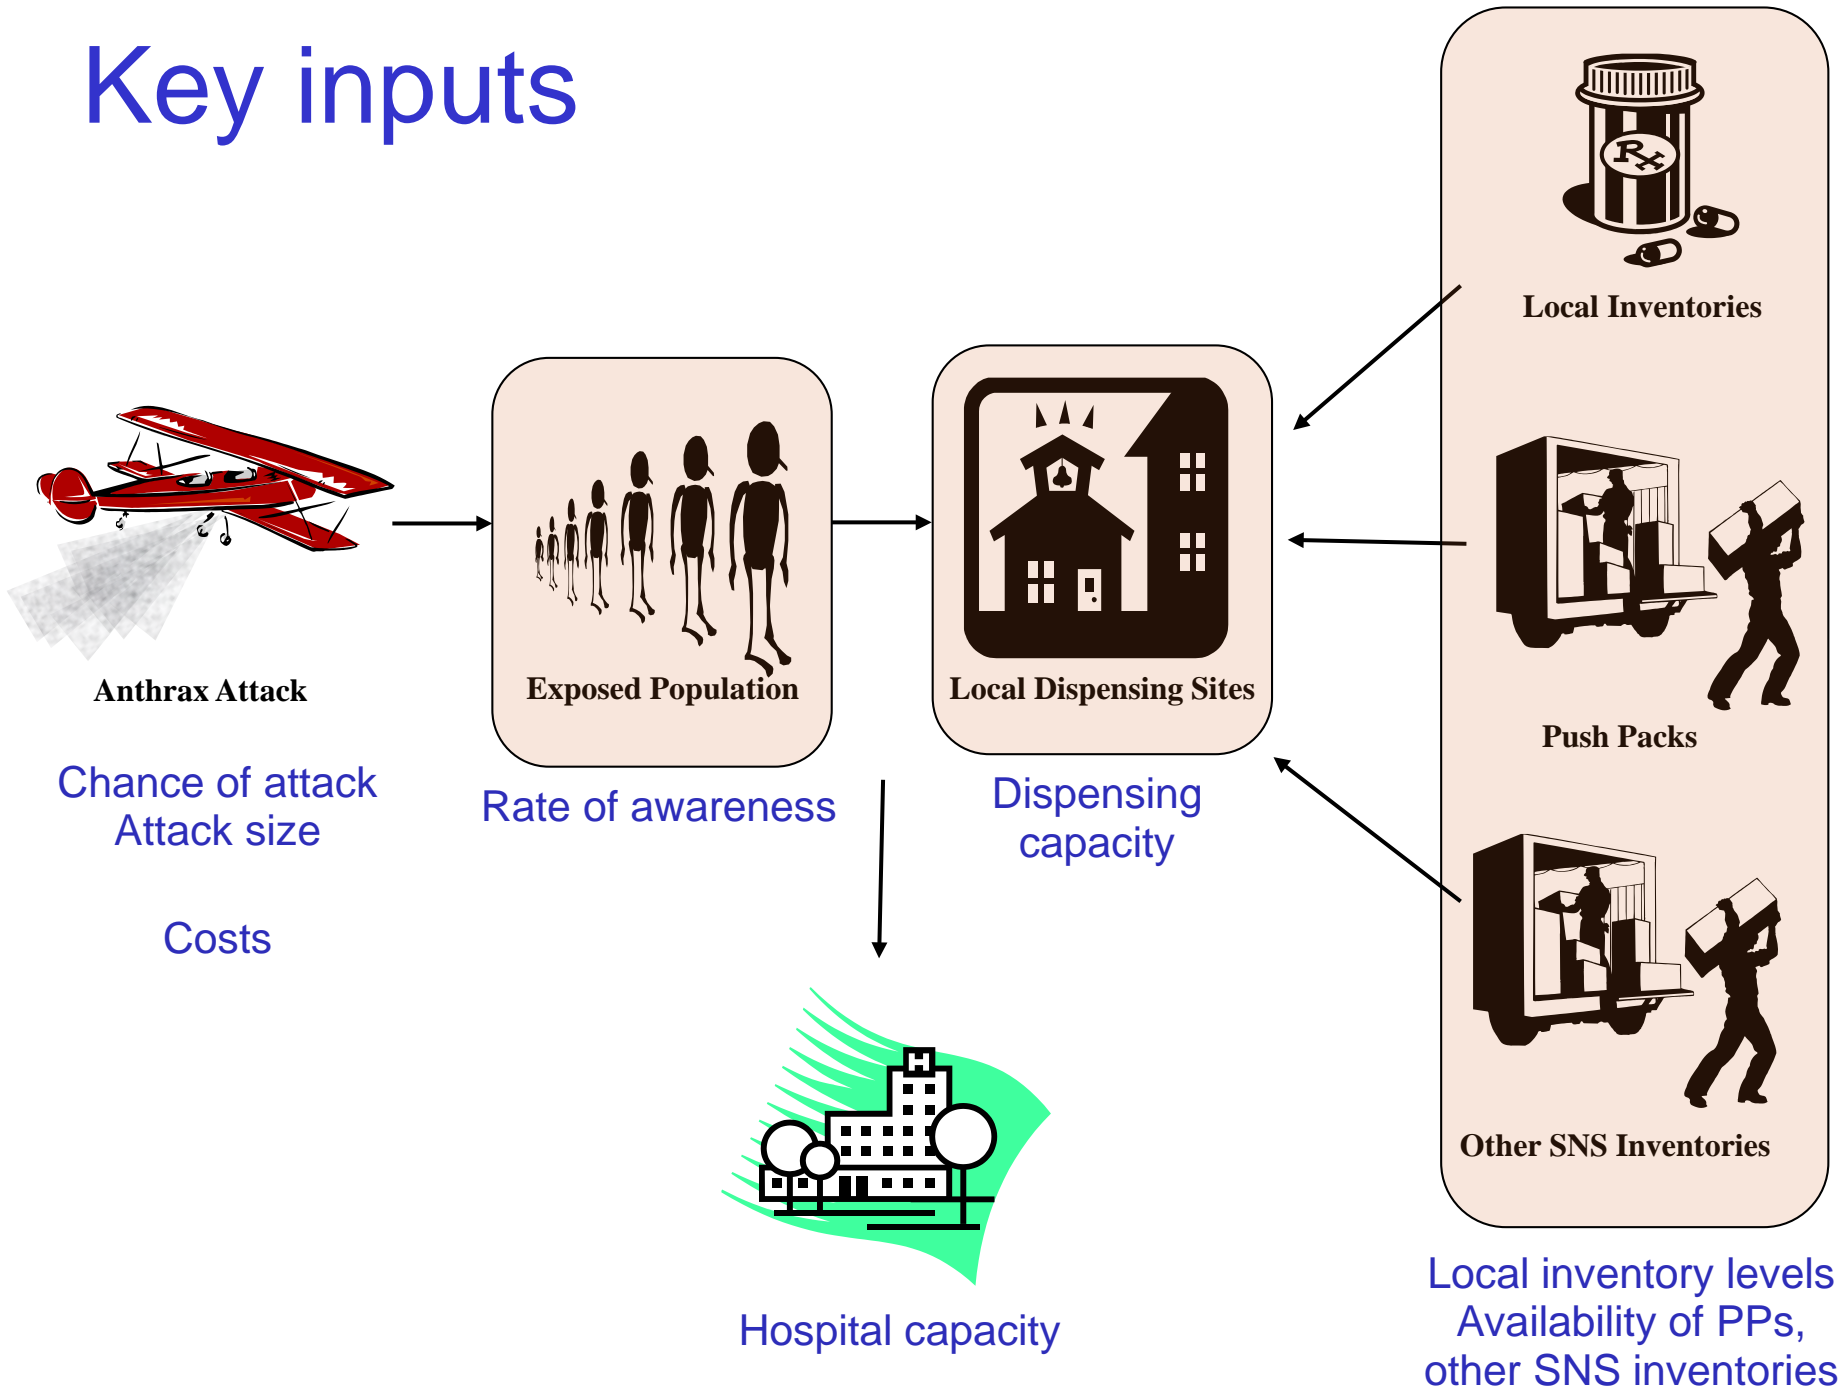 Key inputs
Rx
Local Inventories
Anthrax Attack
Exposed Population
Local Dispensing Sites
Push Packs
Chance of attack
Attack size
Costs
Rate of awareness
Dispensing
capacity
Other SNS Inventories
H
Hospital capacity
Local inventory levels
Availability of PPs,
other SNS inventories